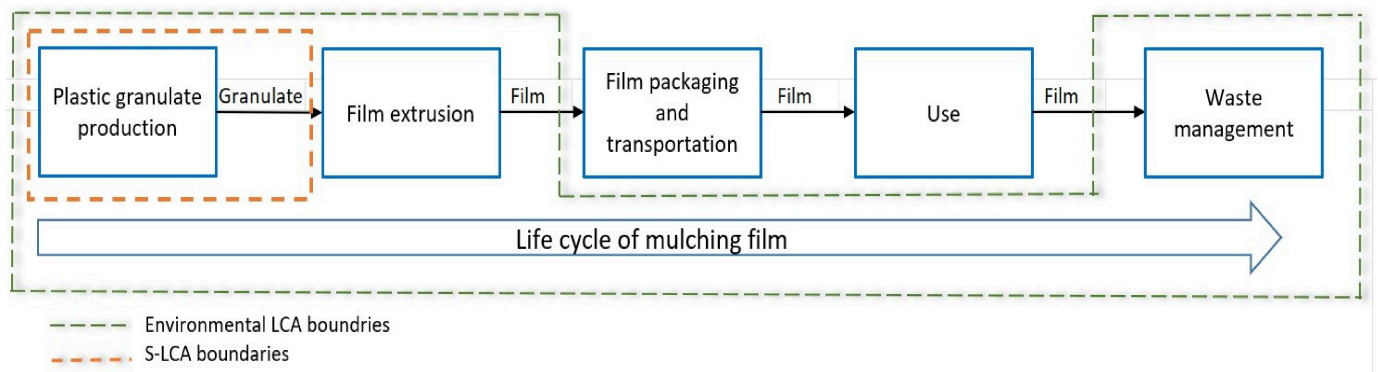 Plastic granulate
production
Granulate
Film extrusion
Film
Film packaging
and
transportation
Film
Use
Film
Waste
management
Life cycle of mulching film
Environmental LCA boundries
S-LCA boundaries